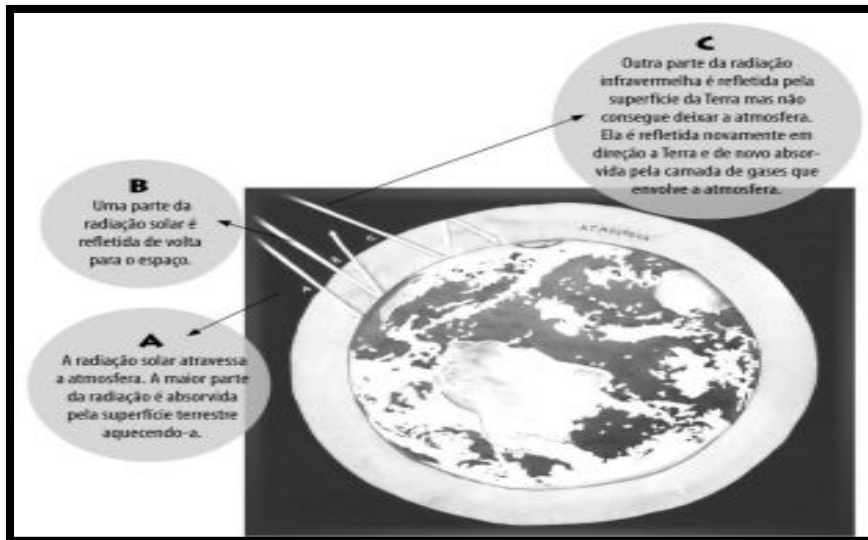 C
Outra parte da radiação
infravermelha é refletida pela
superfície da Terra mas não
consegue deixar a atmosfera.
Ela é refletida novamente em
direção a Terra e de novo absor-
vida pela camada de gases que
envolve a atmosfera.
B
Uma parte da
radiação solar é
refletida de volta
para o espaço.
A
A radiação solar atravessa
a atmosfera. A maior parte
da radiação é absorvida
pela superfície terrestre
aquecendo-a.
ATMOSFERA
C
B
A